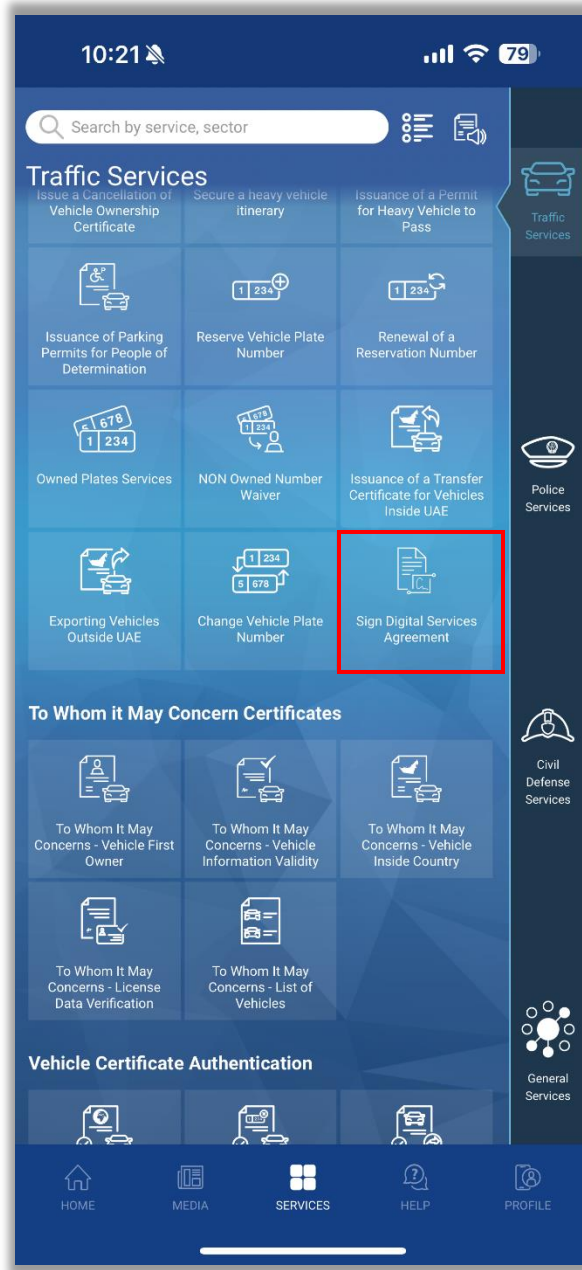 10:21
79
Search by service, sector
Traffic Services
Issue a Cancellation of
Vehicle Ownership
Certificate
Secure a heavy vehicle
itinerary
Issuance of a Permit
for Heavy Vehicle to
Pass
Traffic
Services
1 234
1 234
Issuance of Parking
Permits for People of
Determination
Reserve Vehicle Plate
Number
Renewal of a
Reservation Number
5 678
1 234
678
1 234
Owned Plates Services
NON Owned Number
Waiver
Issuance of a Transfer
Certificate for Vehicles
Inside UAE
Police
Services
1 234
5 678
Exporting Vehicles
Outside UAE
Change Vehicle Plate
Number
Sign Digital Services
Agreement
To Whom it May Concern Certificates
To Whom It May
Concerns - Vehicle First
Owner
To Whom It May
Concerns - Vehicle
Information Validity
To Whom It May
Concerns - Vehicle
Inside Country
Civil
Defense
Services
To Whom It May
Concerns - License
Data Verification
To Whom It May
Concerns - List of
Vehicles
Vehicle Certificate Authentication
General
Services
HOME
MEDIA
SERVICES
HELP
PROFILE